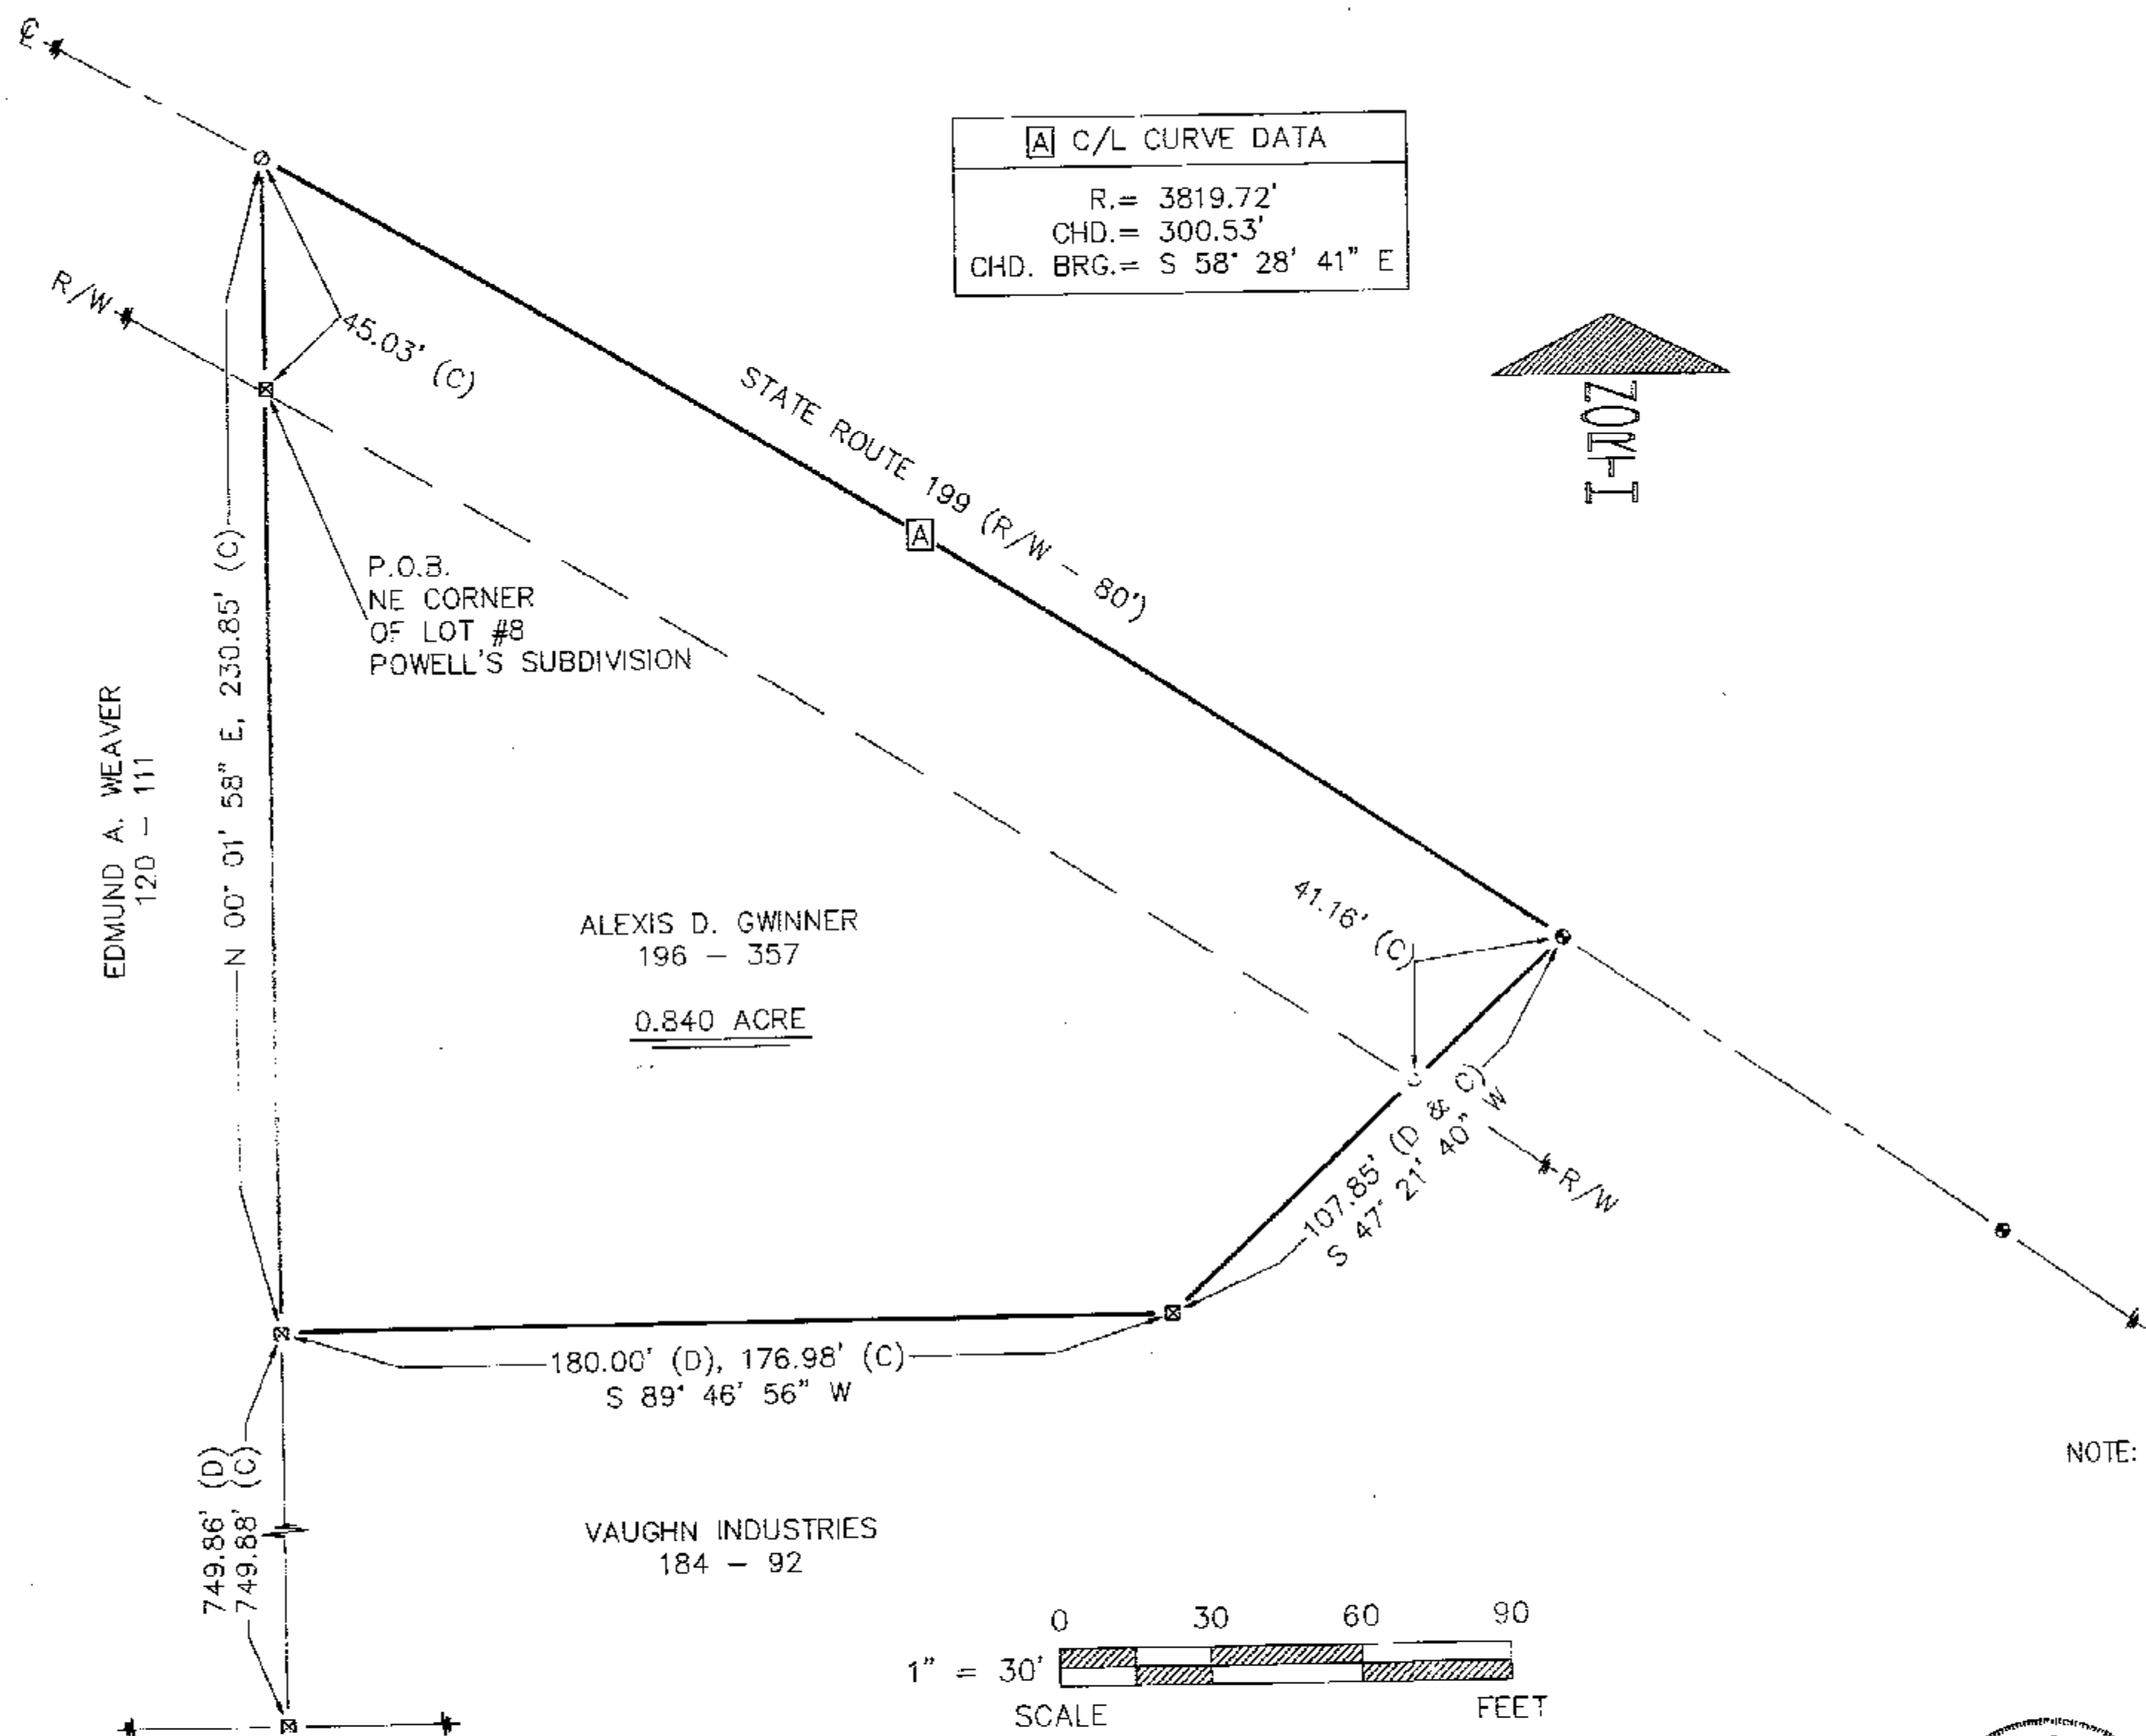 ℄
A C/L CURVE DATA
R.= 3819.72'
CHD.= 300.53'
CHD. BRG.= S 58° 28' 41" E
R/W
45.03' (C)
STATE ROUTE 199 (R/W - 80')
A
NORTH
P.O.B.
NE CORNER
OF LOT #8
POWELL'S SUBDIVISION
N 00° 01' 58" E, 230.85' (C)
EDMUND A. WEAVER
120 - 111
ALEXIS D. GWINNER
196 - 357
0.840 ACRE
41.16' (C)
107.85' (D & C)
S 47° 21' 40" W
R/W
180.00' (D), 176.98' (C)
S 89° 46' 56" W
749.86' (D)
749.88' (C)
NOTE:
VAUGHN INDUSTRIES
184 - 92
0 30 60 90
1" = 30'
SCALE FEET